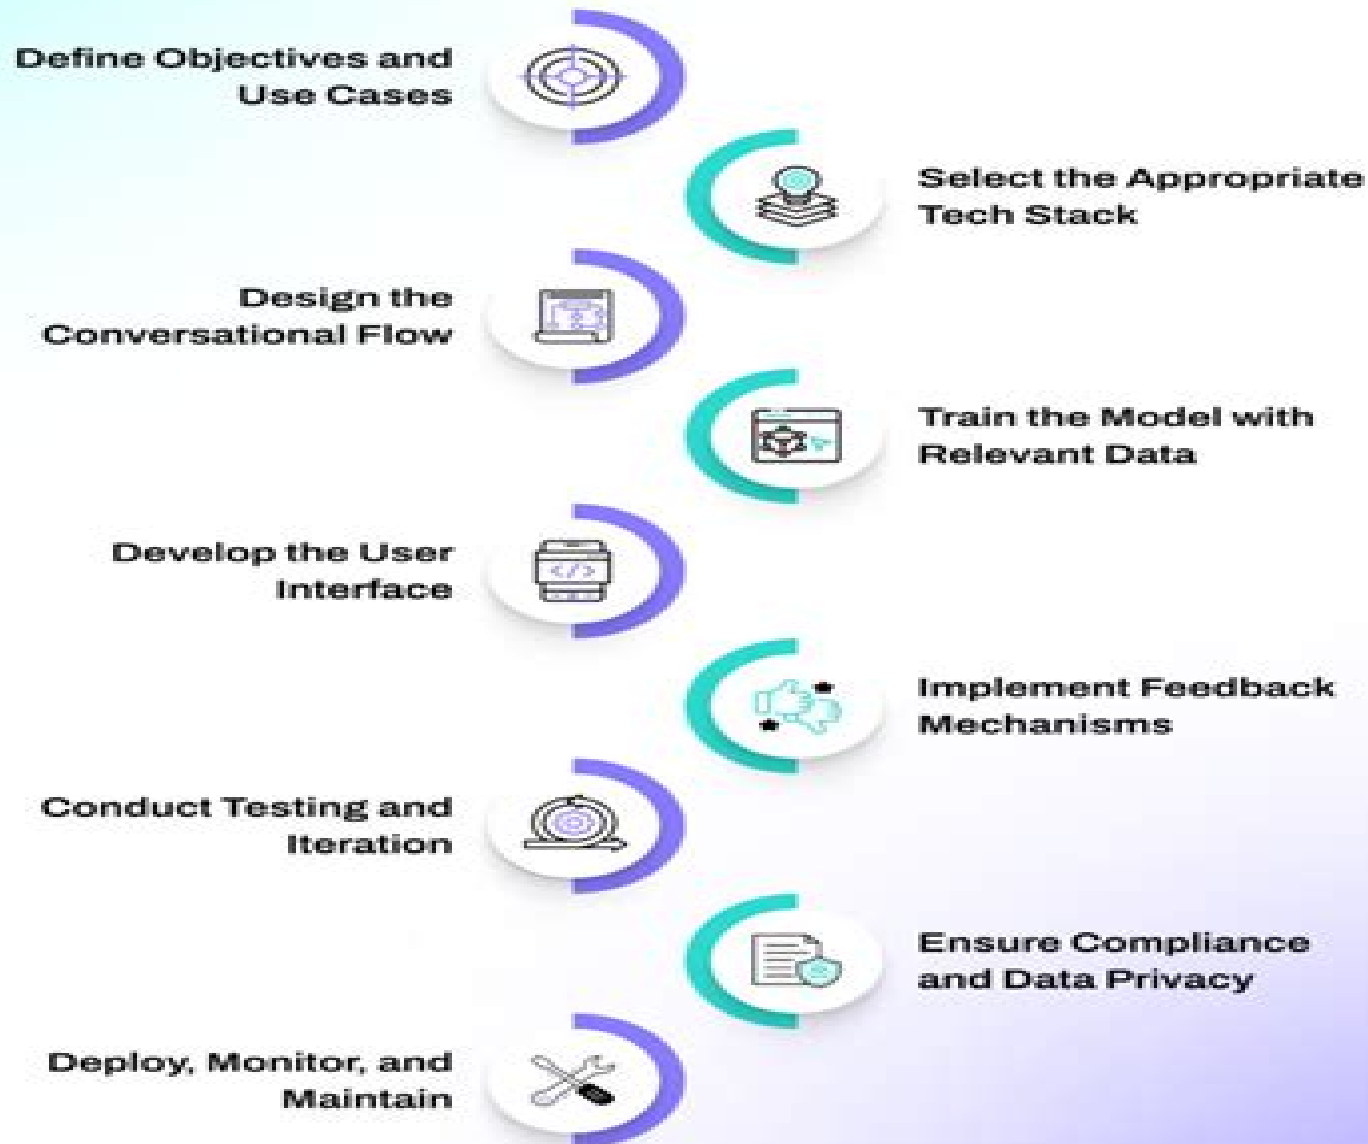 Define Objectives and
Use Cases
Select the Appropriate
Tech Stack
Design the
Conversational Flow
Train the Model with
Relevant Data
Develop the User
Interface
Implement Feedback
Mechanisms
Conduct Testing and
Iteration
Ensure Compliance
and Data Privacy
Deploy, Monitor, and
Maintain